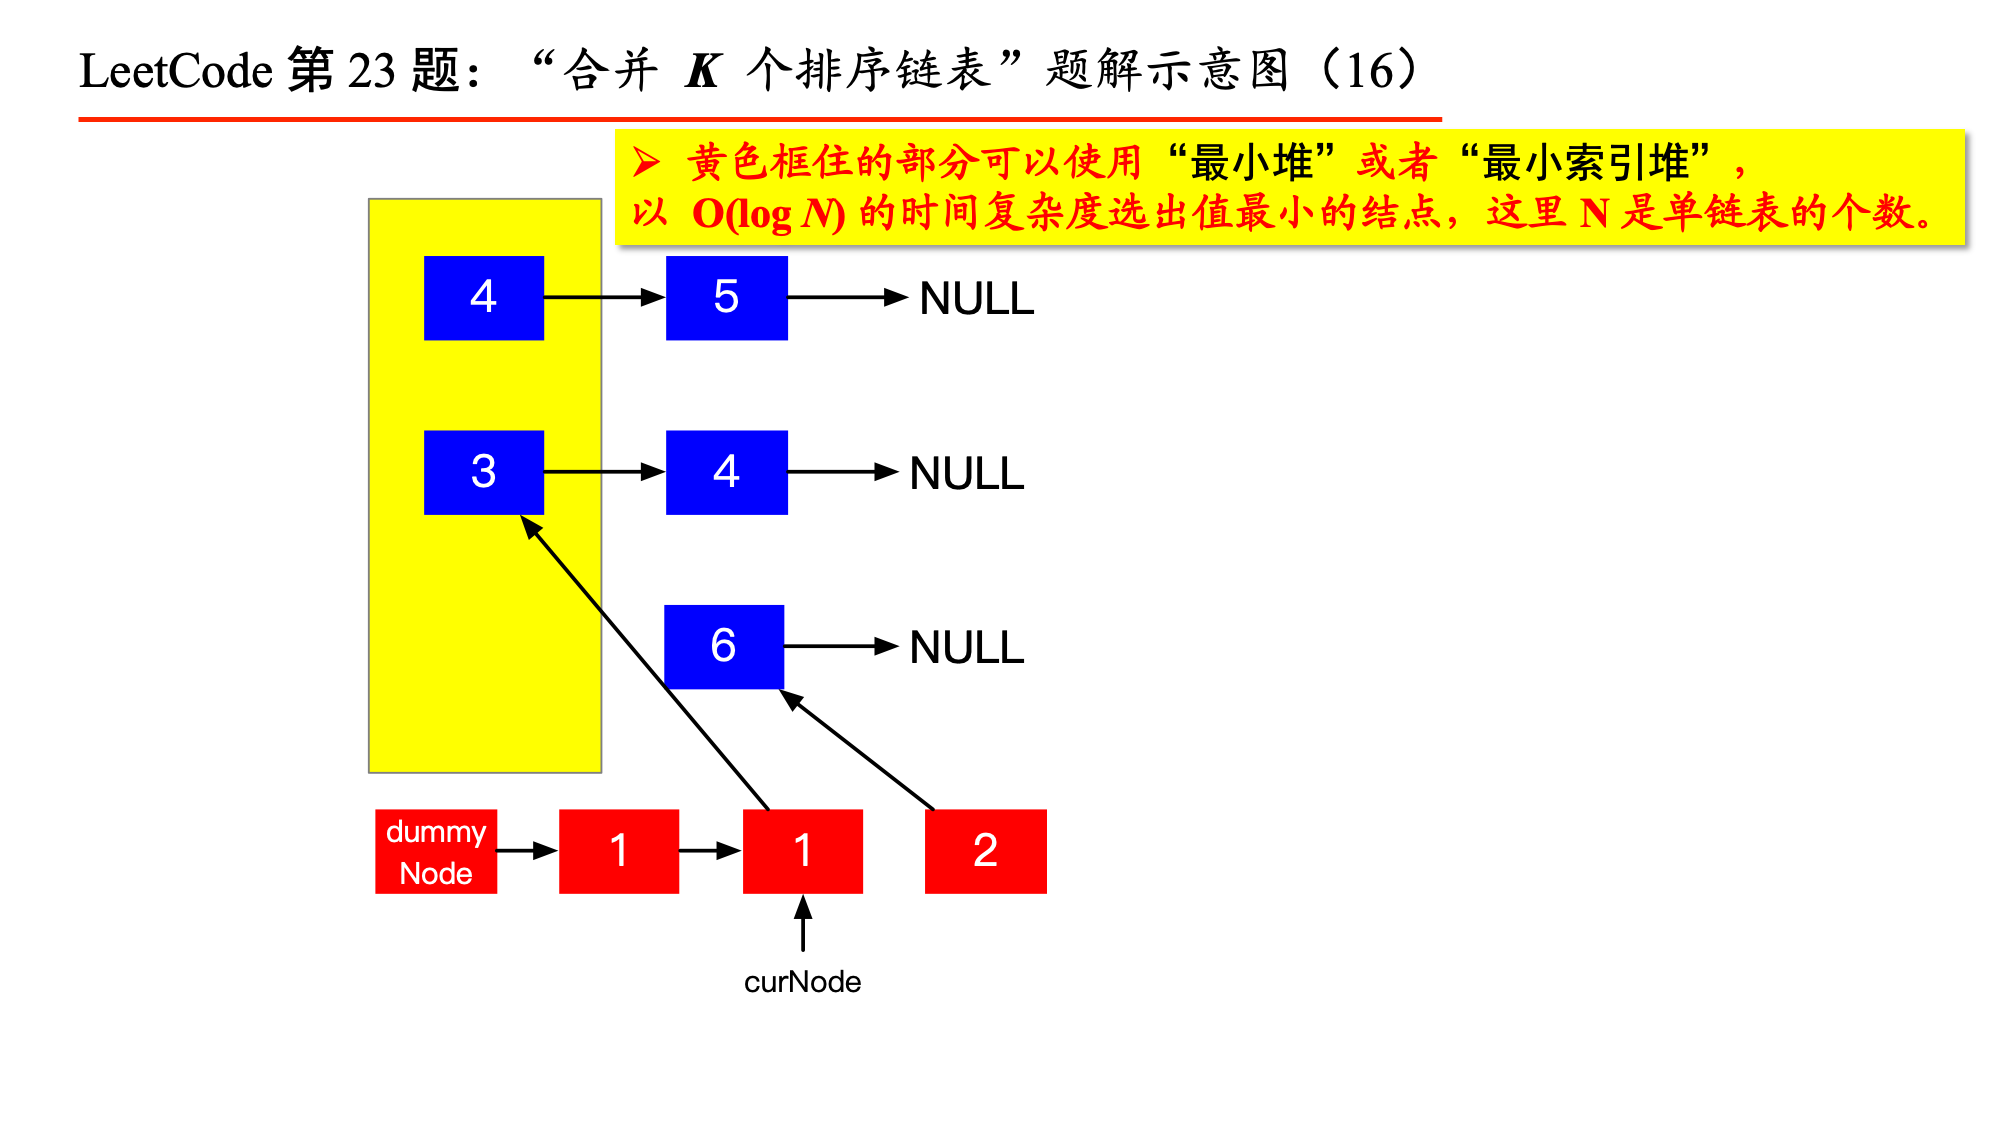 LeetCode 第 23 题：“合并 K 个排序链表”题解示意图（16）
➢ 黄色框住的部分可以使用“最小堆”或者“最小索引堆”，
以 O(log N) 的时间复杂度选出值最小的结点，这里 N 是单链表的个数。
4
5
NULL
3
4
NULL
6
NULL
dummy
Node
1
1
2
curNode